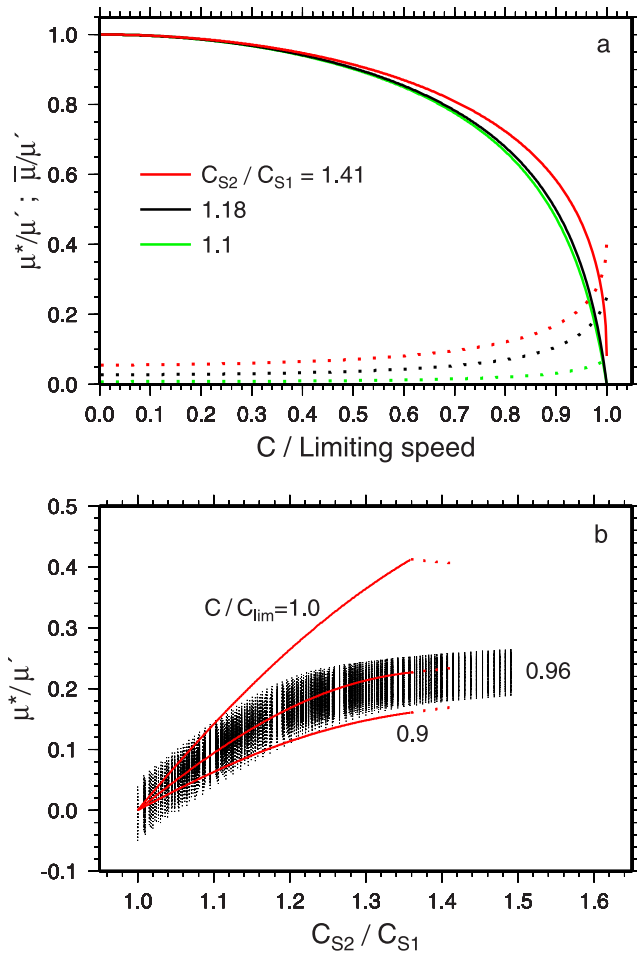 a
1.0
0.8
0.6
0.4
0.2
0.0
μ*/μ´ ; μ̅/μ´
C_S2 / C_S1 = 1.41
1.18
1.1
0.0 0.1 0.2 0.3 0.4 0.5 0.6 0.7 0.8 0.9 1.0
C / Limiting speed
b
0.5
0.4
0.3
0.2
0.1
0.0
-0.1
μ*/μ´
C / C_lim=1.0
0.96
0.9
1.0 1.1 1.2 1.3 1.4 1.5 1.6
C_S2 / C_S1